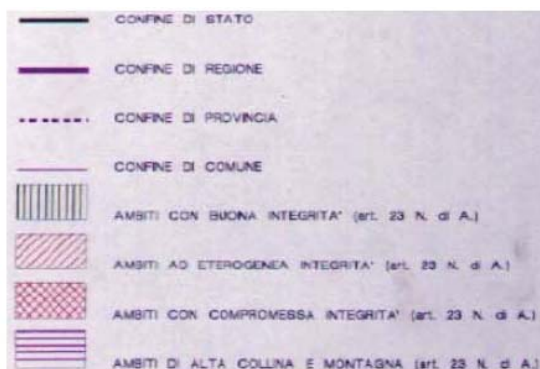 CONFINE DI STATO
CONFINE DI REGIONE
CONFINE DI PROVINCIA
CONFINE DI COMUNE
AMBITI CON BUONA INTEGRITA' (art. 23 N. di A.)
AMBITI AD ETEROGENEA INTEGRITA' (art. 23 N. di A.)
AMBITI CON COMPROMESSA INTEGRITA' (art. 23 N. di A.)
AMBITI DI ALTA COLLINA E MONTAGNA (art. 23 N. di A.)